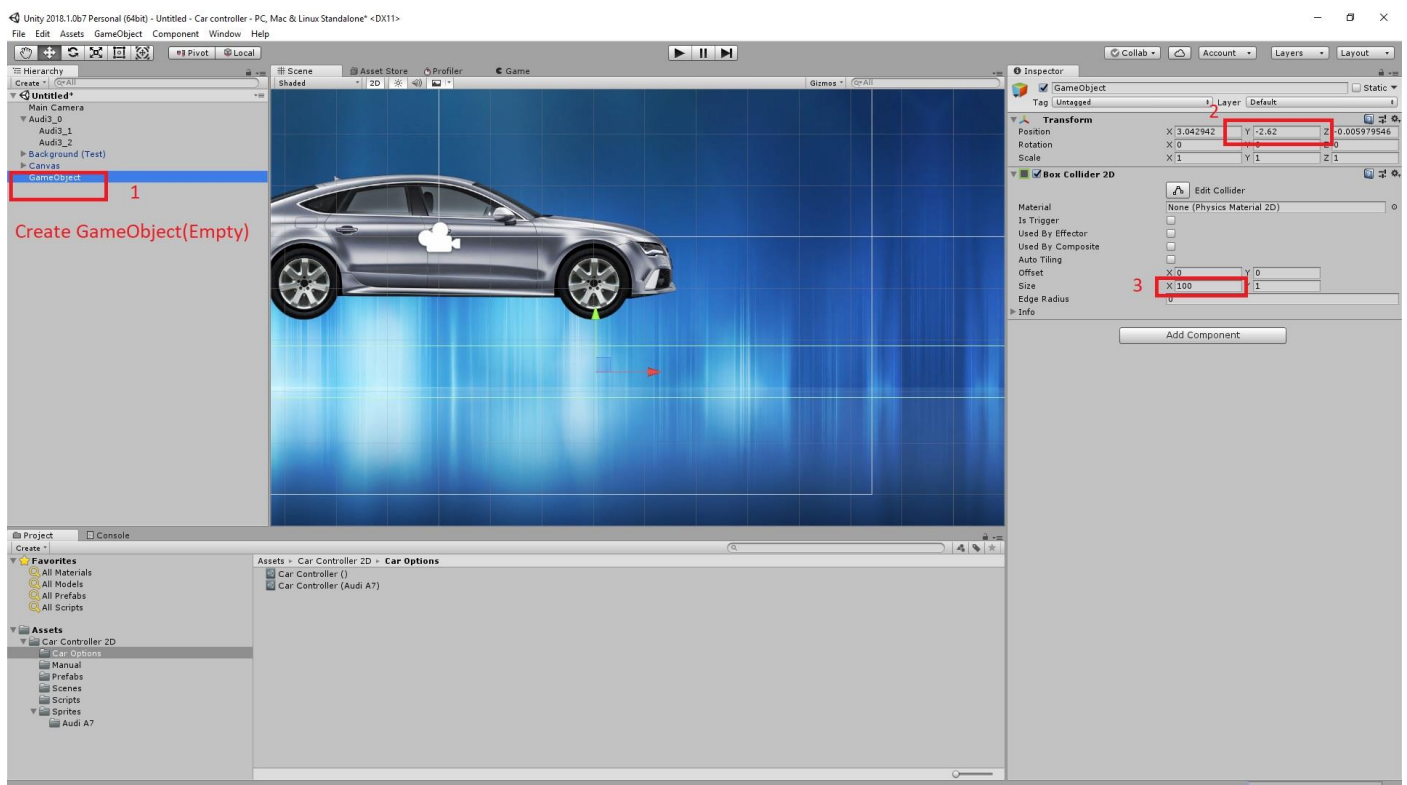 Unity 2018.1.0b7 Personal (64bit) - Untitled - Car controller - PC, Mac & Linux Standalone* <DX11>
File Edit Assets GameObject Component Window Help
Pivot Local Collab Account Layers Layout
Hierarchy
Create All
Untitled*
Main Camera
Audi3_0
Audi3_1
Audi3_2
Background (Test)
Canvas
GameObject
1
Create GameObject(Empty)
Scene Asset Store Profiler Game
Shaded 2D Gizmos All
Inspector
GameObject Static
Tag Untagged Layer Default
2
Transform
Position X 3.042942 Y -2.62 Z -0.005979546
Rotation X 0 Y 0 Z 0
Scale X 1 Y 1 Z 1
Box Collider 2D
Edit Collider
Material None (Physics Material 2D)
Is Trigger
Used By Effector
Used By Composite
Auto Tiling
Offset X 0 Y 0
Size 3 X 100 Y 1
Edge Radius 0
Info
Add Component
Project Console
Create
Favorites
All Materials
All Models
All Prefabs
All Scripts
Assets
Car Controller 2D
Car Options
Manual
Prefabs
Scenes
Scripts
Sprites
Audi A7
Assets Car Controller 2D Car Options
Car Controller ()
Car Controller (Audi A7)